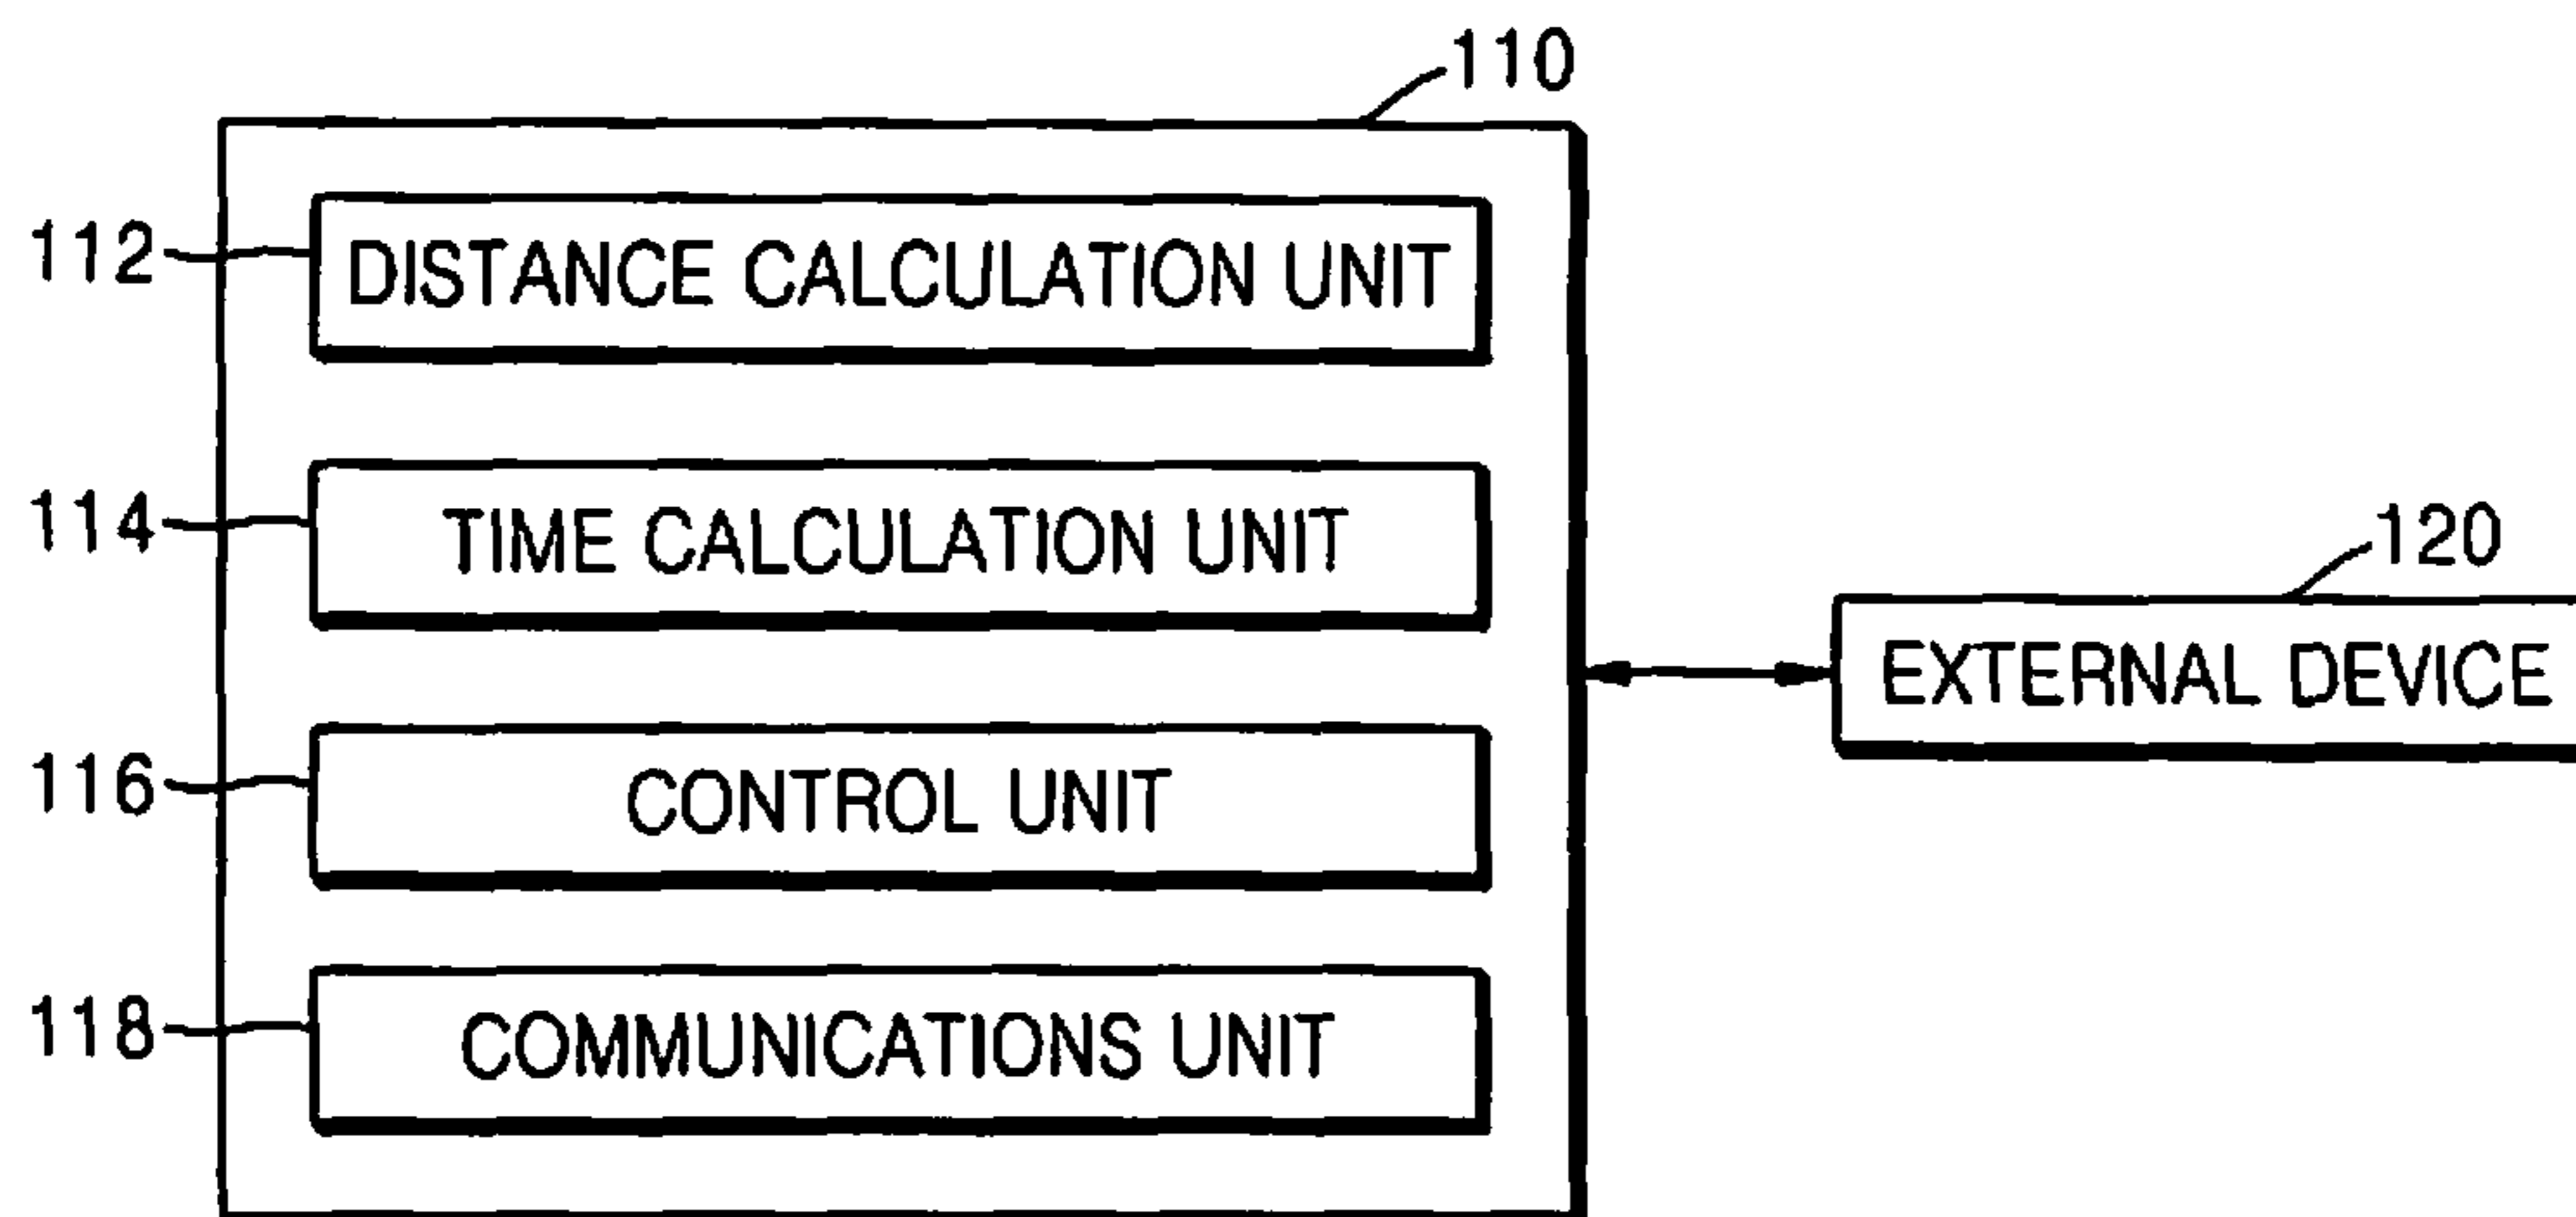 110
112
DISTANCE CALCULATION UNIT
114
TIME CALCULATION UNIT
120
EXTERNAL DEVICE
116
CONTROL UNIT
118
COMMUNICATIONS UNIT